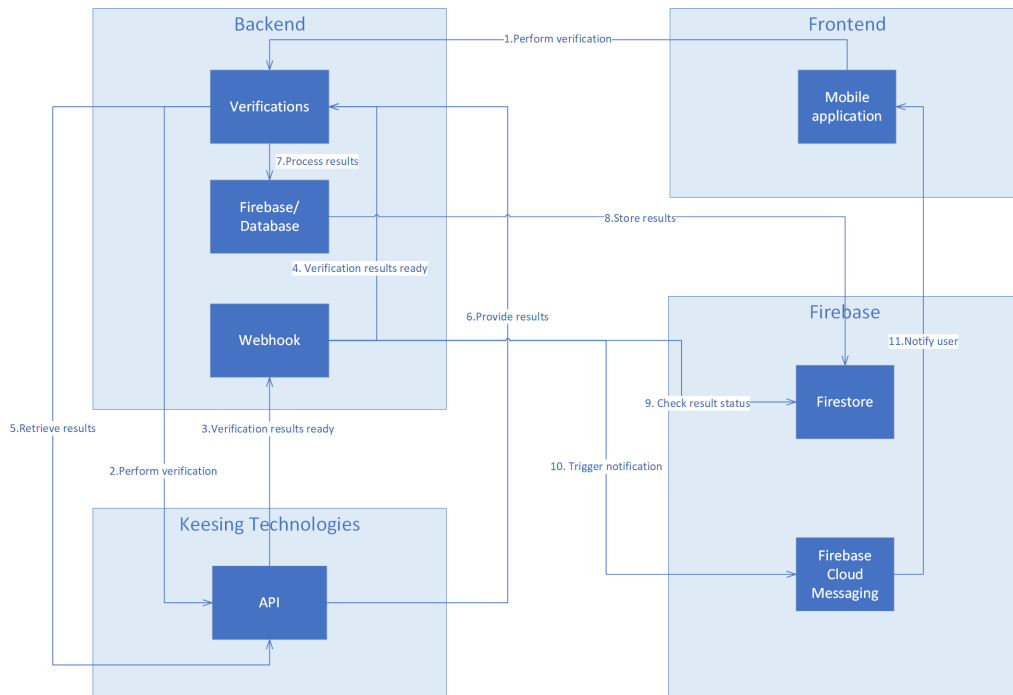 Backend
Frontend
1.Perform verification
Verifications
Mobile
application
7.Process results
Firebase/
Database
8.Store results
4. Verification results ready
6.Provide results
Firebase
Webhook
11.Notify user
Firestore
9. Check result status
5.Retrieve results
3.Verification results ready
10. Trigger notification
2.Perform verification
Keesing Technologies
API
Firebase
Cloud
Messaging